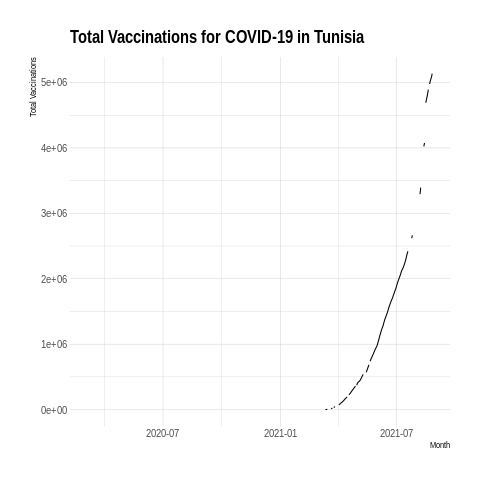 Total Vaccinations for COVID-19 in Tunisia
Total Vaccinations
5e+06
4e+06
3e+06
2e+06
1e+06
0e+00
2020-07
2021-01
2021-07
Month